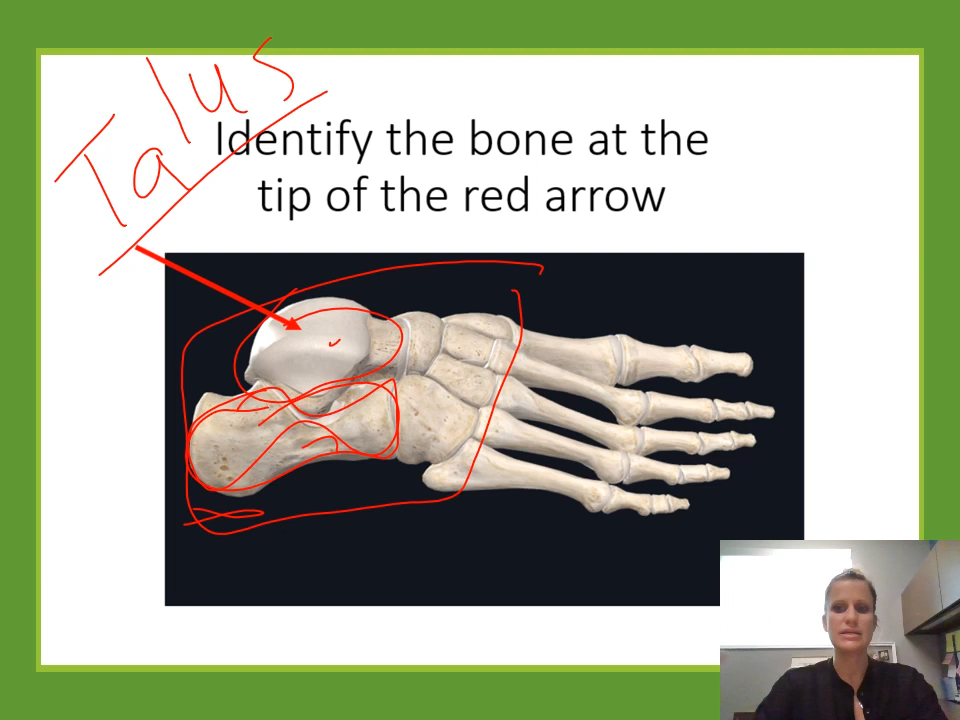 Talus
Identify the bone at the
tip of the red arrow